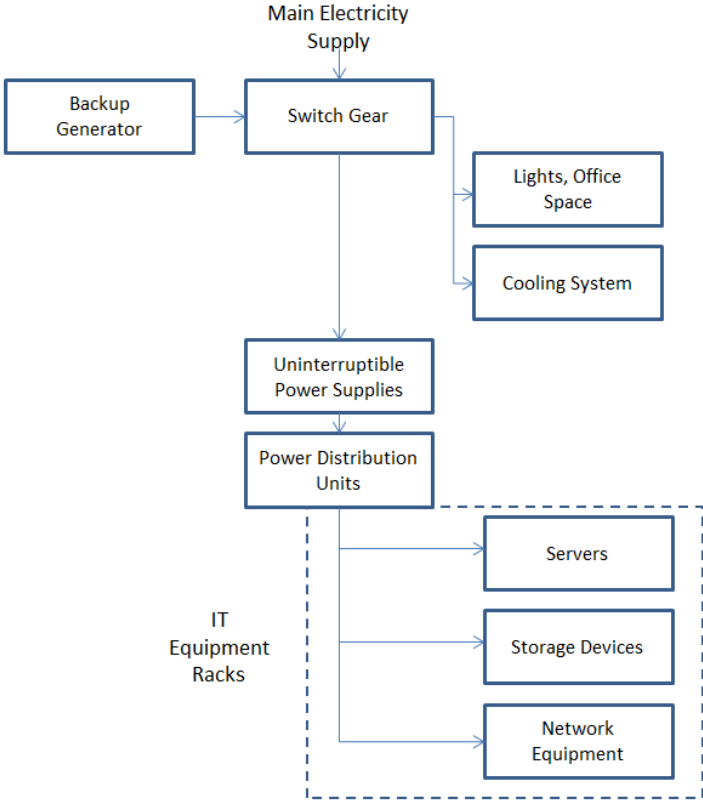 Main Electricity
Supply
Backup
Generator
Switch Gear
Lights, Office
Space
Cooling System
Uninterruptible
Power Supplies
Power Distribution
Units
Servers
IT
Equipment
Racks
Storage Devices
Network
Equipment